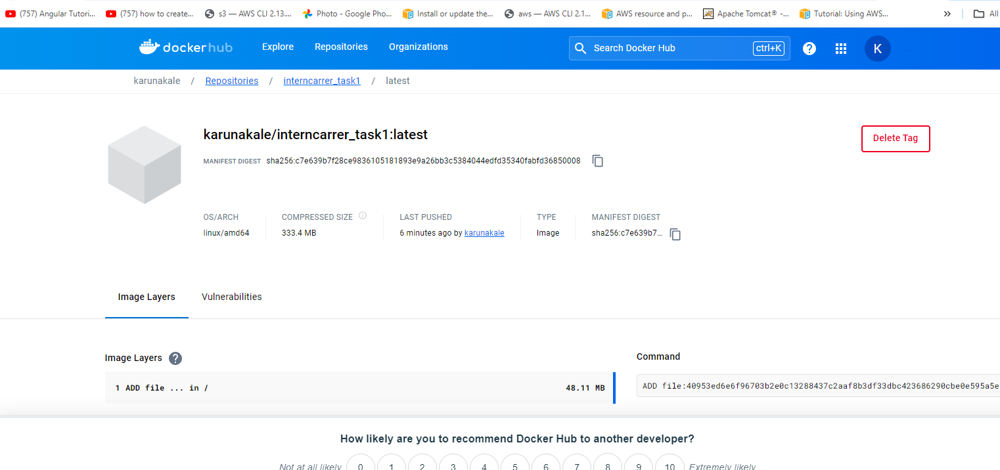 (757) Angular Tutori... (757) how to create... s3 — AWS CLI 2.13.... Photo - Google Pho... Install or update the... aws — AWS CLI 2.1... AWS resource and p... Apache Tomcat® -... Tutorial: Using AWS... » All
dockerhub Explore Repositories Organizations Search Docker Hub ctrl+K ? K
karunakale / Repositories / interncarrer_task1 / latest
karunakale/interncarrer_task1:latest
Delete Tag
MANIFEST DIGEST sha256:c7e639b7f28ce9836105181893e9a26bb3c5384044edfd35340fabfd36850008
OS/ARCH COMPRESSED SIZE LAST PUSHED TYPE MANIFEST DIGEST
linux/amd64 333.4 MB 6 minutes ago by karunakale Image sha256:c7e639b7...
Image Layers Vulnerabilities
Image Layers ? Command
1 ADD file ... in / 48.11 MB ADD file:40953ed6e6f96703b2e0c13288437c2aaf8b3df33dbc423686290cbe0e595a5e
How likely are you to recommend Docker Hub to another developer?
Not at all likely 0 1 2 3 4 5 6 7 8 9 10 Extremely likely